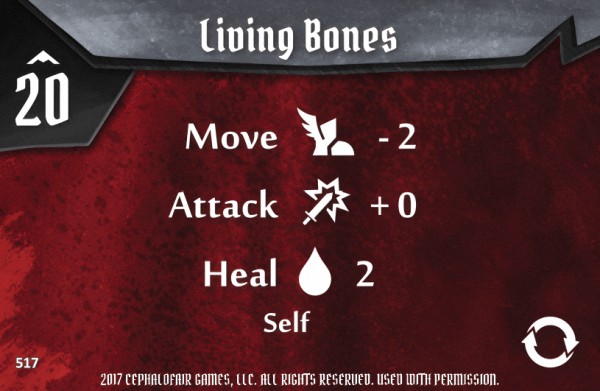 Living Bones
20
Move - 2
Attack + 0
Heal 2
Self
517
2017 CEPHALOFAIR GAMES, LLC. ALL RIGHTS RESERVED. USED WITH PERMISSION.